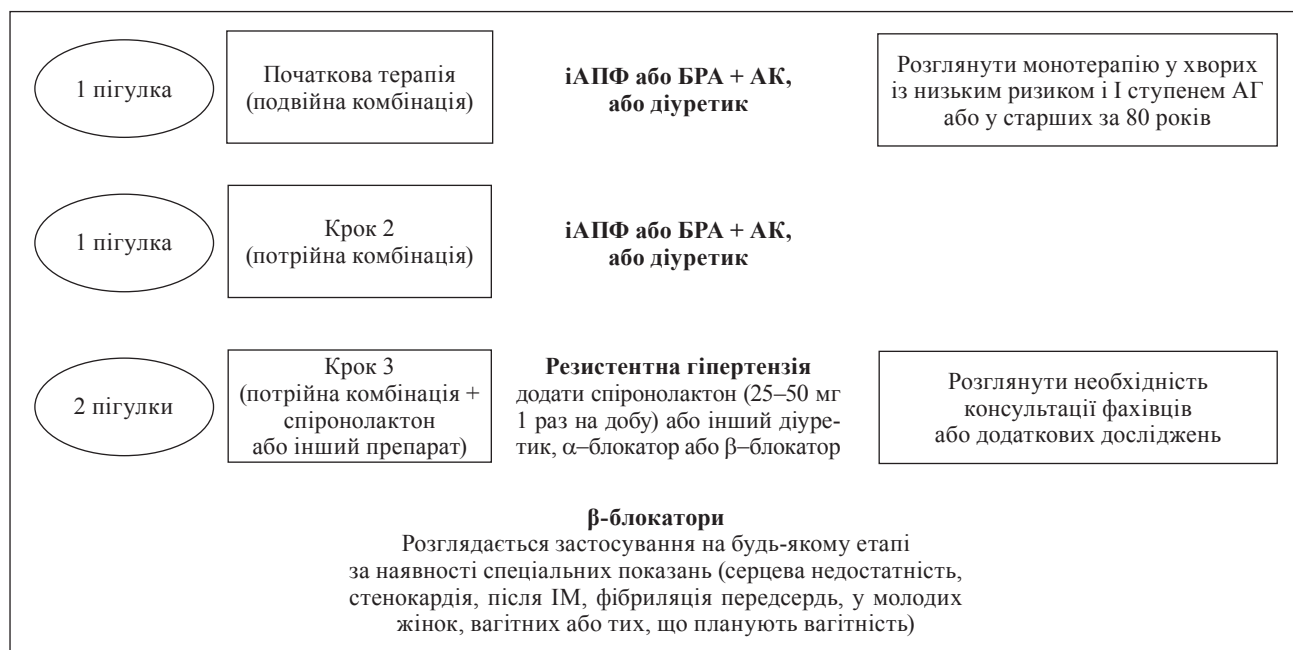 1 пігулка
Початкова терапія
(подвійна комбінація)
іАПФ або БРА + АК,
або діуретик
Розглянути монотерапію у хворих
із низьким ризиком і І ступенем АГ
або у старших за 80 років
1 пігулка
Крок 2
(потрійна комбінація)
іАПФ або БРА + АК,
або діуретик
2 пігулки
Крок 3
(потрійна комбінація +
спіронолактон
або інший препарат)
Резистентна гіпертензія
додати спіронолактон (25–50 мг
1 раз на добу) або інший діуре-
тик, α–блокатор або β–блокатор
Розглянути необхідність
консультації фахівців
або додаткових досліджень
β-блокатори
Розглядається застосування на будь-якому етапі
за наявності спеціальних показань (серцева недостатність,
стенокардія, після ІМ, фібриляція передсердь, у молодих
жінок, вагітних або тих, що планують вагітність)